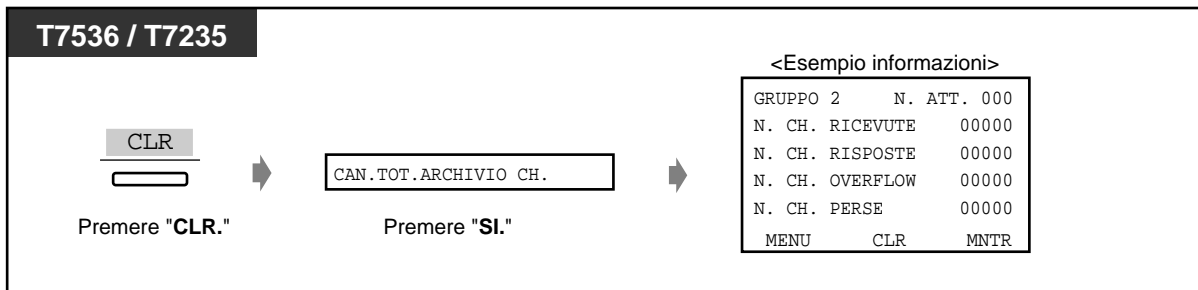 T7536 / T7235
CLR
Premere "CLR."
CAN.TOT.ARCHIVIO CH.
Premere "SI."
<Esempio informazioni>
GRUPPO 2 N. ATT. 000
N. CH. RICEVUTE 00000
N. CH. RISPOSTE 00000
N. CH. OVERFLOW 00000
N. CH. PERSE 00000
MENU CLR MNTR